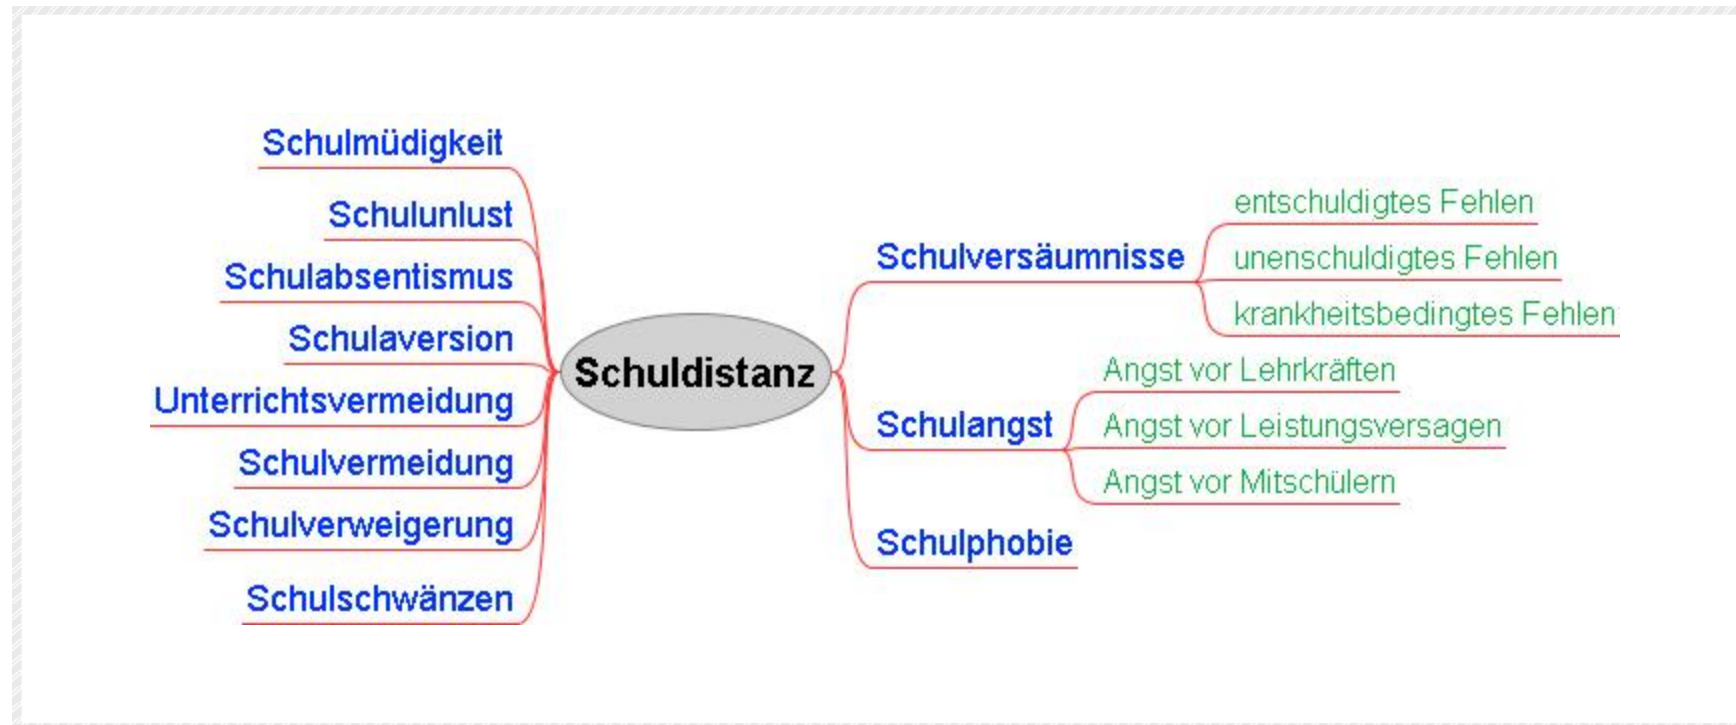 Schulmüdigkeit
Schulunlust
Schulabsentismus
Schulaversion
Unterrichtsvermeidung
Schulvermeidung
Schulverweigerung
Schulschwänzen
Schuldistanz
Schulversäumnisse
entschuldigtes Fehlen
unenschuldigtes Fehlen
krankheitsbedingtes Fehlen
Schulangst
Angst vor Lehrkräften
Angst vor Leistungsversagen
Angst vor Mitschülern
Schulphobie